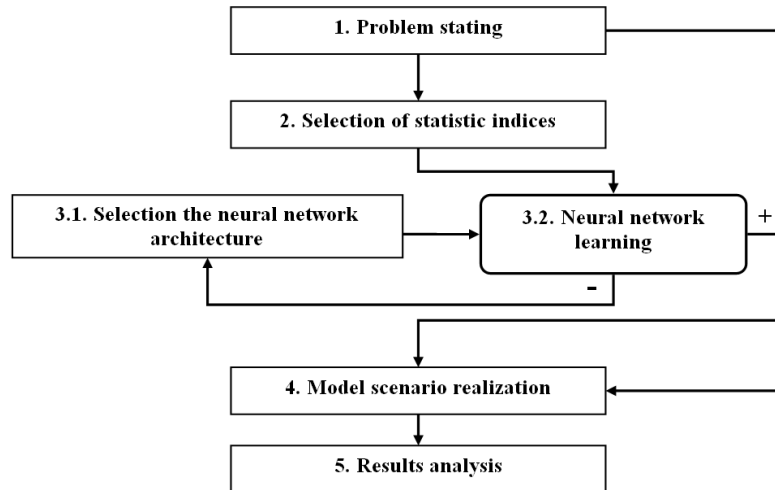 1. Problem stating
2. Selection of statistic indices
3.1. Selection the neural network
architecture
3.2. Neural network
learning
+
-
4. Model scenario realization
5. Results analysis